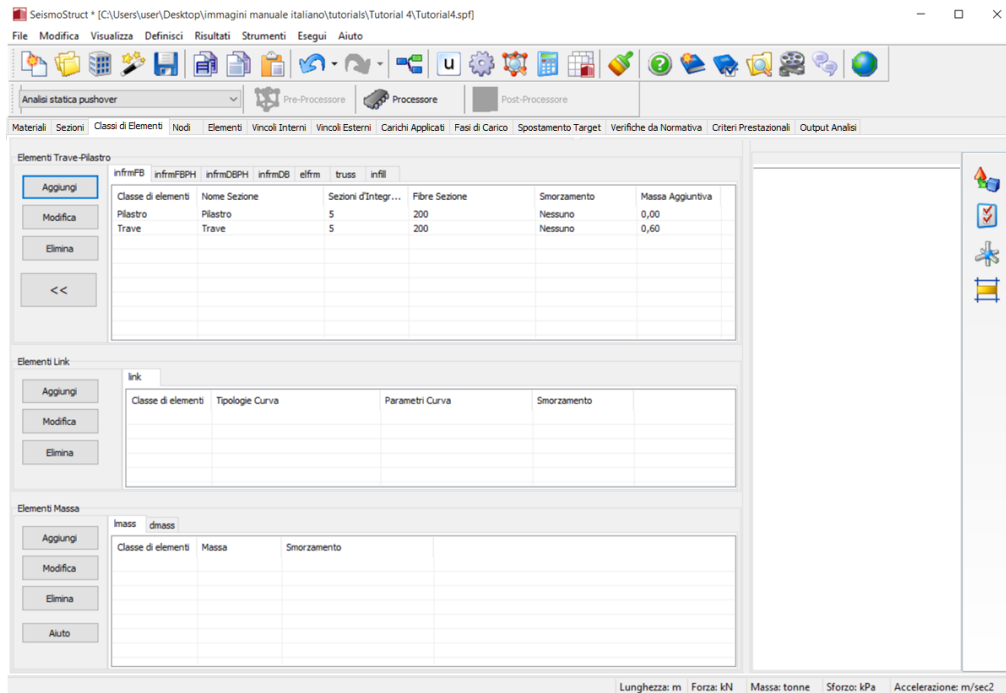 SeismoStruct * [C:\Users\user\Desktop\immagini manuale italiano\tutorials\Tutorial 4\Tutorial4.spf]
File Modifica Visualizza Definisci Risultati Strumenti Esegui Aiuto
u
Analisi statica pushover Pre-Processore Processore Post-Processore
Materiali Sezioni Classi di Elementi Nodi Elementi Vincoli Interni Vincoli Esterni Carichi Applicati Fasi di Carico Spostamento Target Verifiche da Normativa Criteri Prestazionali Output Analisi
Elementi Trave-Pilastro
infrmFB infrmFBPH infrmDBPH infrmDB elfrm truss infill
Aggiungi
Modifica
Elimina
<<
Classe di elementi Nome Sezione Sezioni d'Integr... Fibre Sezione Smorzamento Massa Aggiuntiva
Pilastro Pilastro 5 200 Nessuno 0,00
Trave Trave 5 200 Nessuno 0,60
Elementi Link
link
Aggiungi
Modifica
Elimina
Classe di elementi Tipologie Curva Parametri Curva Smorzamento
Elementi Massa
lmass dmass
Aggiungi
Modifica
Elimina
Aiuto
Classe di elementi Massa Smorzamento
Lunghezza: m Forza: kN Massa: tonne Sforzo: kPa Accelerazione: m/sec2